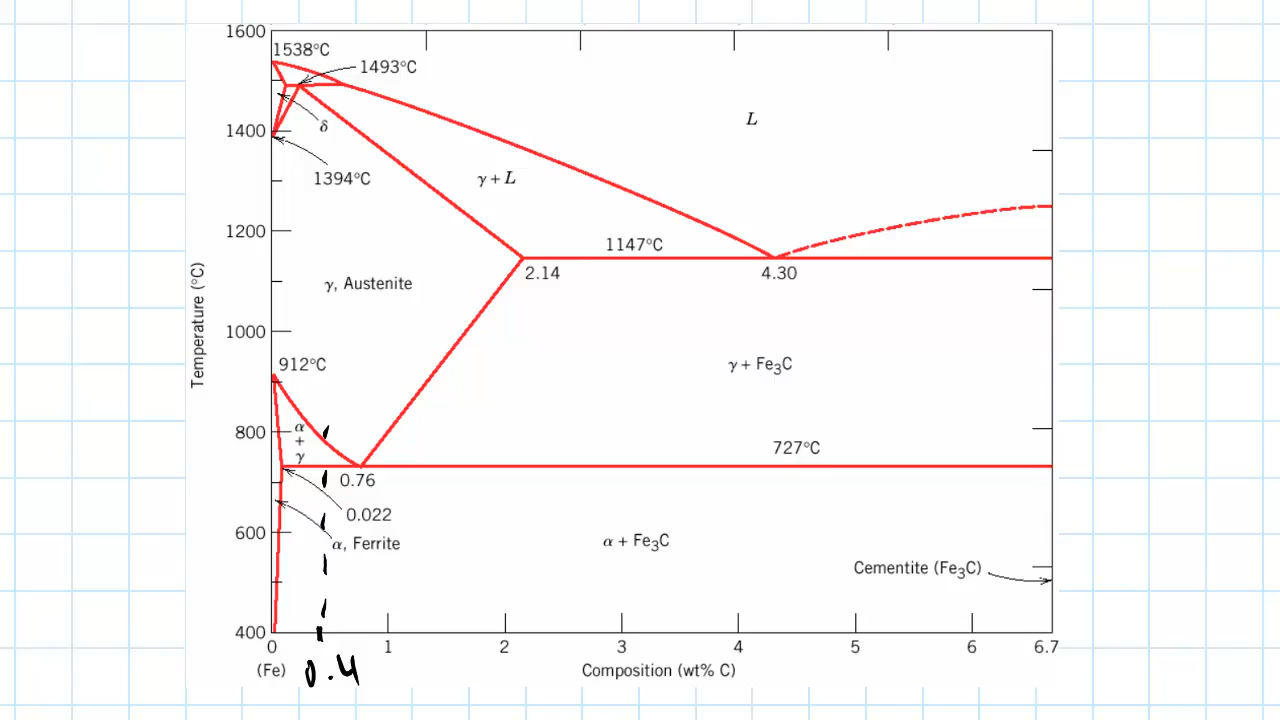 1600
1538°C
1493°C
L
δ
1400
1394°C
γ + L
1200
1147°C
2.14
4.30
γ, Austenite
Temperature (°C)
1000
912°C
γ + Fe3C
α
+
γ
800
727°C
0.76
0.022
600
α, Ferrite
α + Fe3C
Cementite (Fe3C)
400
0
1
2
3
4
5
6
6.7
(Fe)
0.4
Composition (wt% C)